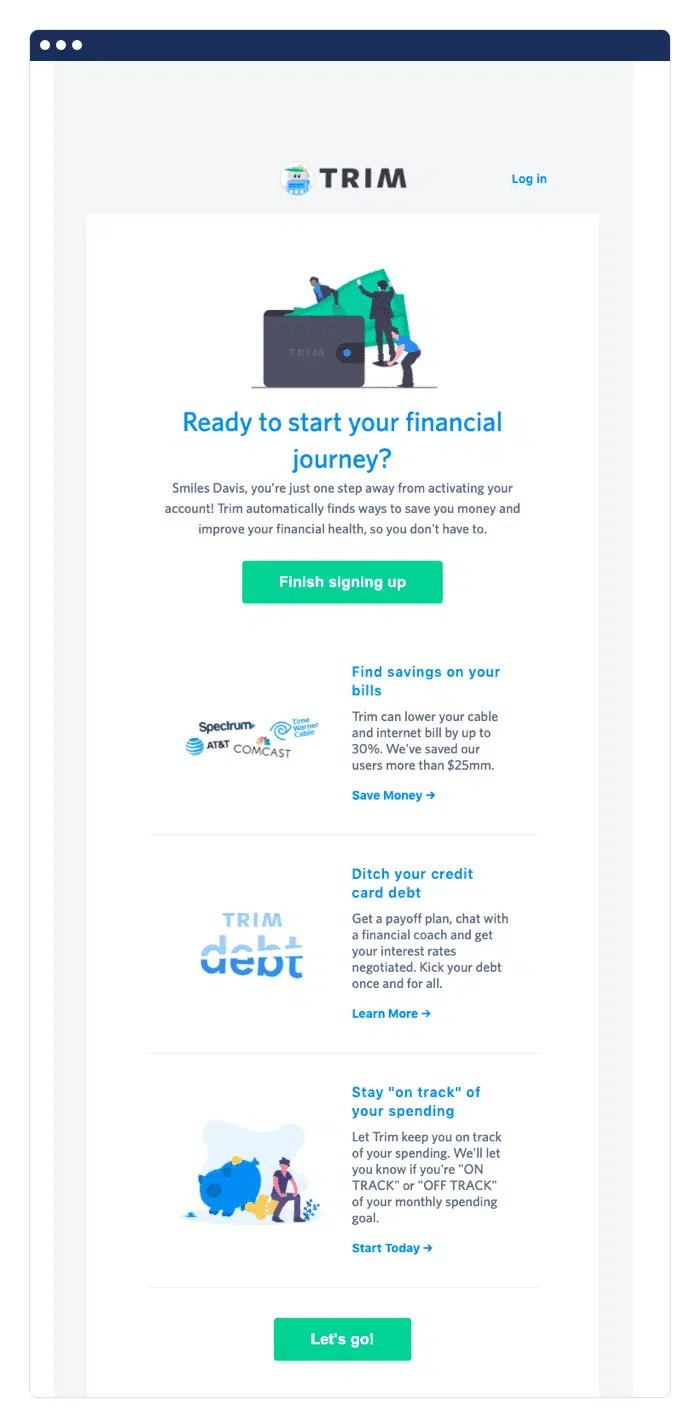 TRIM
Log in
TRIM
Ready to start your financial
journey?
Smiles Davis, you’re just one step away from activating your
account! Trim automatically finds ways to save you money and
improve your financial health, so you don't have to.
Finish signing up
Find savings on your
bills
Spectrum
Time
Warner
Cable
AT&T
COMCAST
Trim can lower your cable
and internet bill by up to
30%. We've saved our
users more than $25mm.
Save Money →
Ditch your credit
card debt
TRIM
debt
Get a payoff plan, chat with
a financial coach and get
your interest rates
negotiated. Kick your debt
once and for all.
Learn More →
Stay "on track" of
your spending
Let Trim keep you on track
of your spending. We'll let
you know if you're "ON
TRACK" or "OFF TRACK"
of your monthly spending
goal.
Start Today →
Let's go!